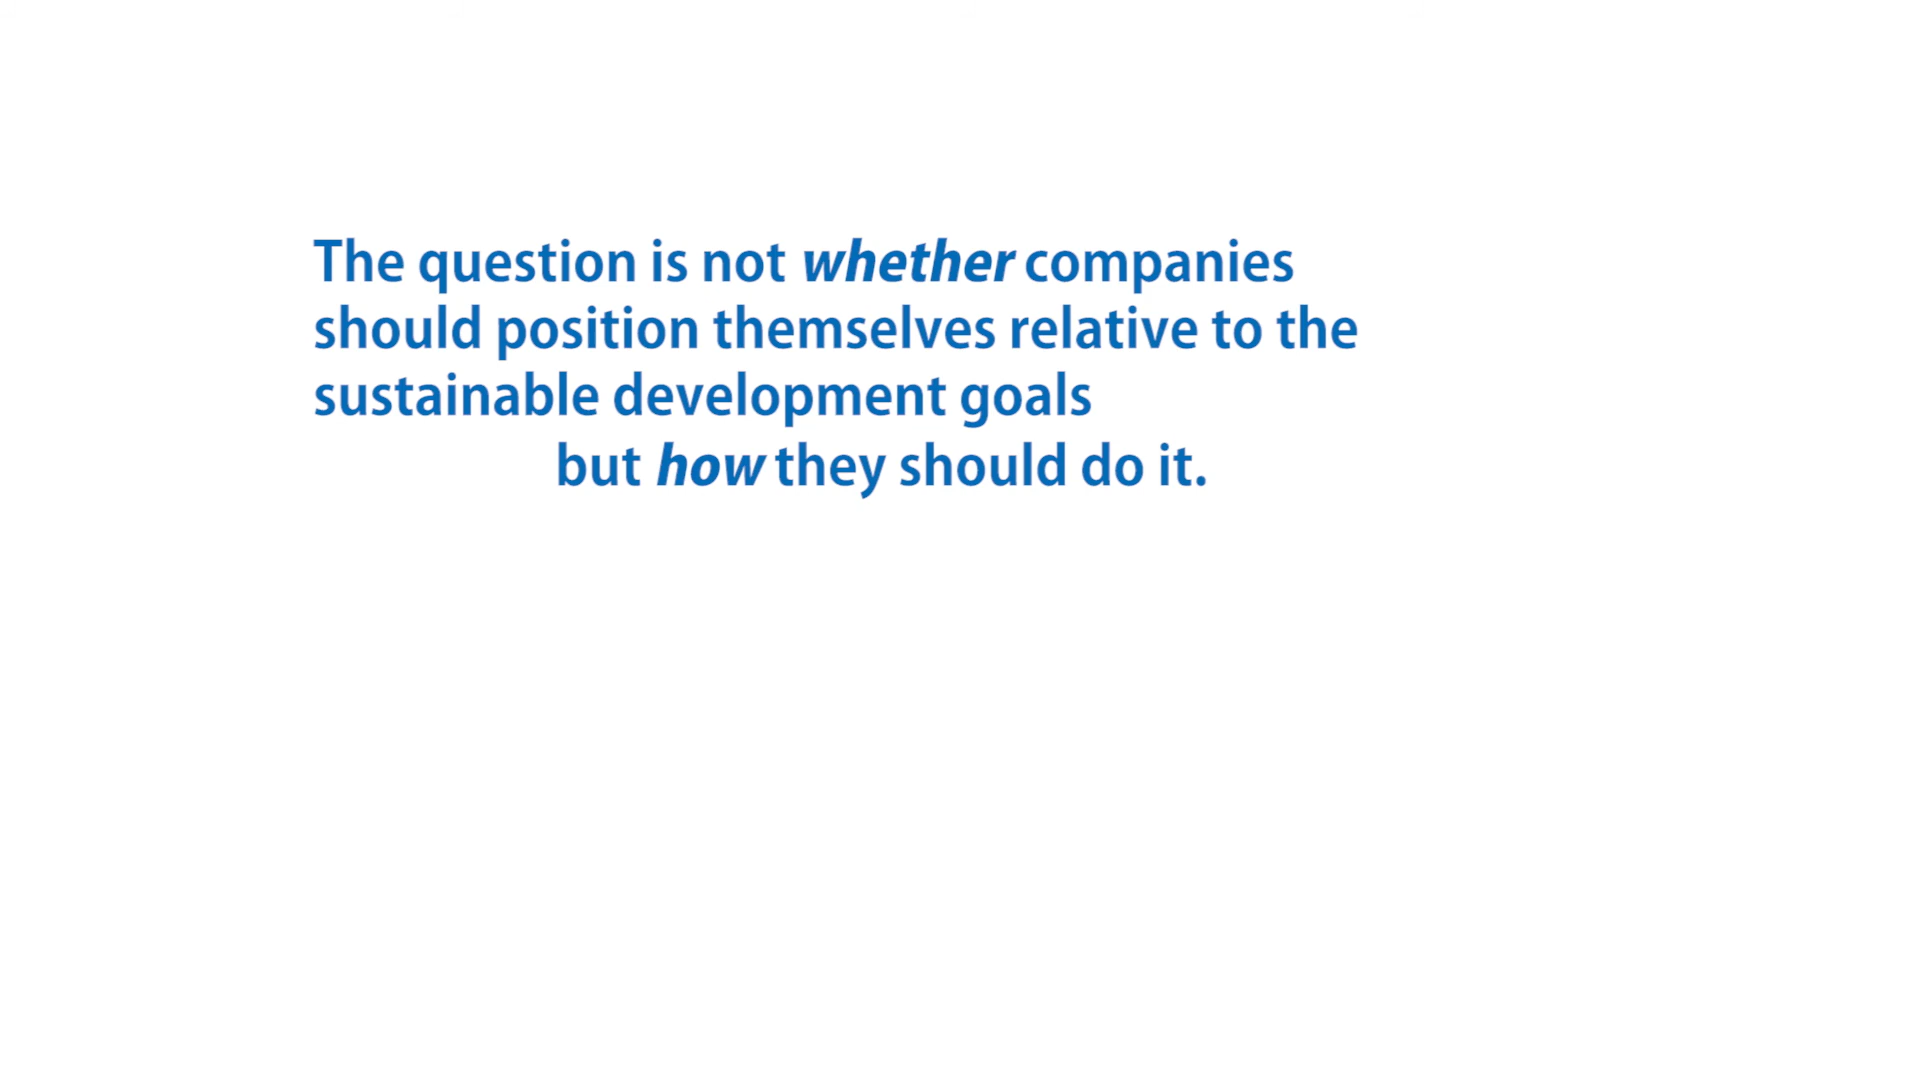 The question is not whether companies
should position themselves relative to the
sustainable development goals
but how they should do it.